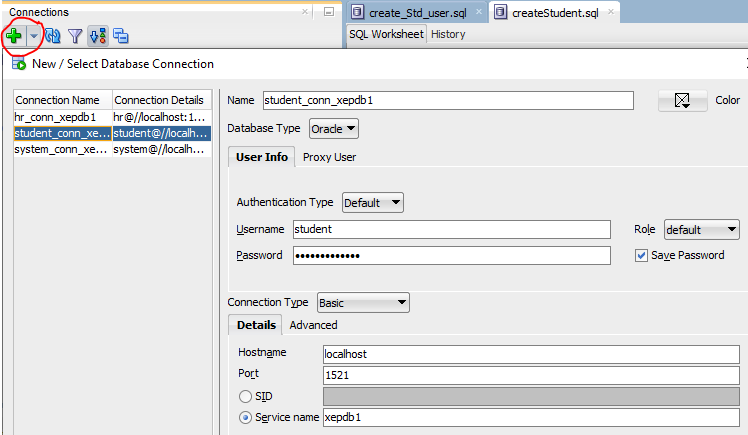 Connections
create_Std_user.sql
createStudent.sql
SQL Worksheet History
New / Select Database Connection
Connection Name Connection Details
hr_conn_xepdb1 hr@//localhost:1...
student_conn_xe... student@//localh...
system_conn_xe... system@//localh...
Name student_conn_xepdb1 Color
Database Type Oracle
User Info Proxy User
Authentication Type Default
Username student Role default
Password ••••••••••••• Save Password
Connection Type Basic
Details Advanced
Hostname localhost
Port 1521
SID
Service name xepdb1